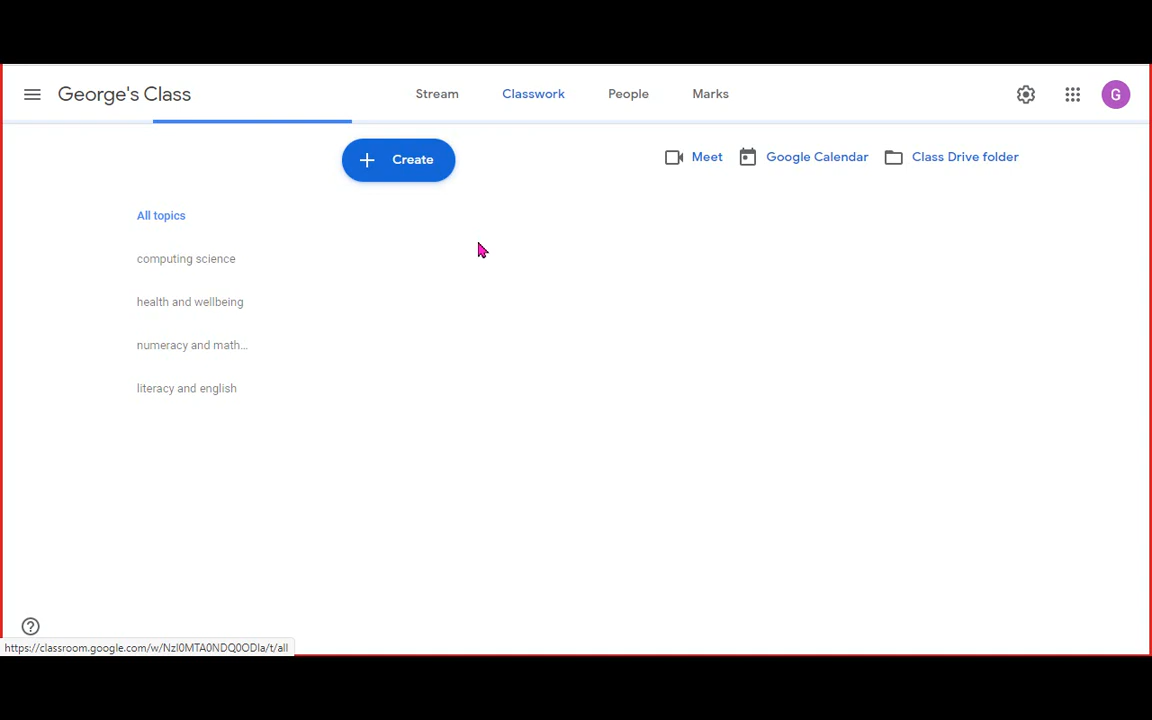 George's Class
Stream
Classwork
People
Marks
G
Create
Meet
Google Calendar
Class Drive folder
All topics
computing science
health and wellbeing
numeracy and math...
literacy and english
https://classroom.google.com/w/NzI0MTA0NDQ0ODla/t/all